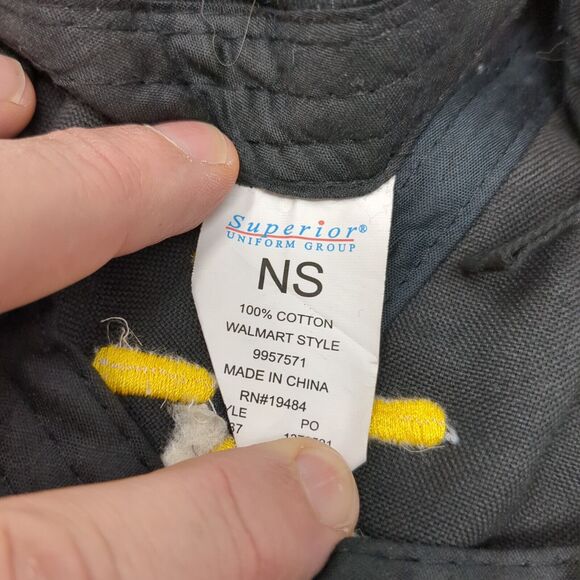 Superior®
UNIFORM GROUP
NS
100% COTTON
WALMART STYLE
9957571
MADE IN CHINA
RN#19484
PO